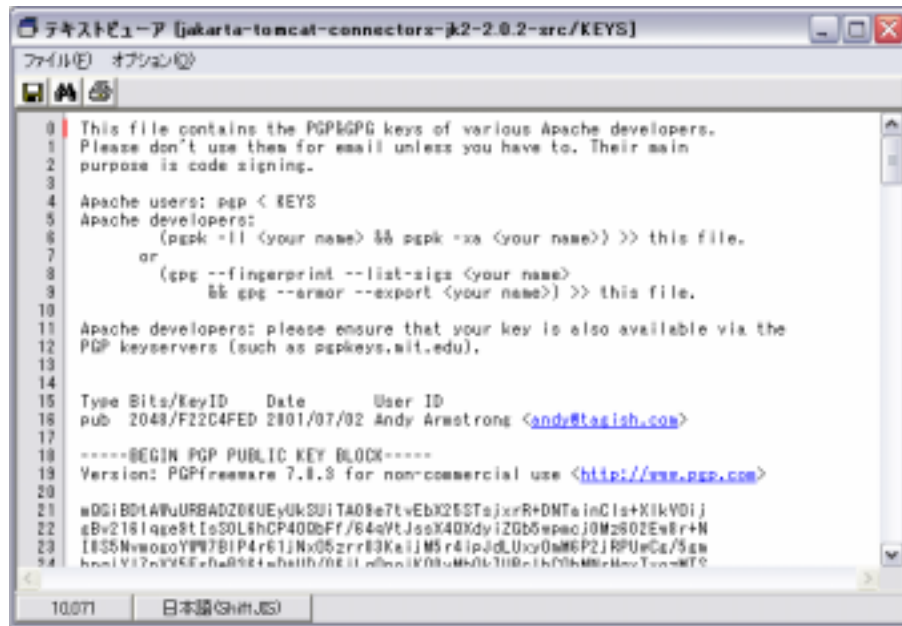 テキストビューア [jakarta-tomcat-connectors-jk2-2.0.2-src/KEYS]
ファイル(F) オプション(O)
0 This file contains the PGP&GPG keys of various Apache developers.
1 Please don't use them for email unless you have to. Their main
2 purpose is code signing.
3
4 Apache users: pgp < KEYS
5 Apache developers:
6 (pgpk -ll <your name> && pgpk -xa <your name>) >> this file.
7 or
8 (gpg --fingerprint --list-sigs <your name>
9 && gpg --armor --export <your name>) >> this file.
10
11 Apache developers: please ensure that your key is also available via the
12 PGP keyservers (such as pgpkeys.mit.edu).
13
14
15 Type Bits/KeyID Date User ID
16 pub 2048/F22C4FED 2001/07/02 Andy Armstrong <andy@tagish.com>
17
18 -----BEGIN PGP PUBLIC KEY BLOCK-----
19 Version: PGPfreeware 7.0.3 for non-commercial use <http://www.pgp.com>
20
21
22
23
24
10,071 日本語(ShiftJIS)